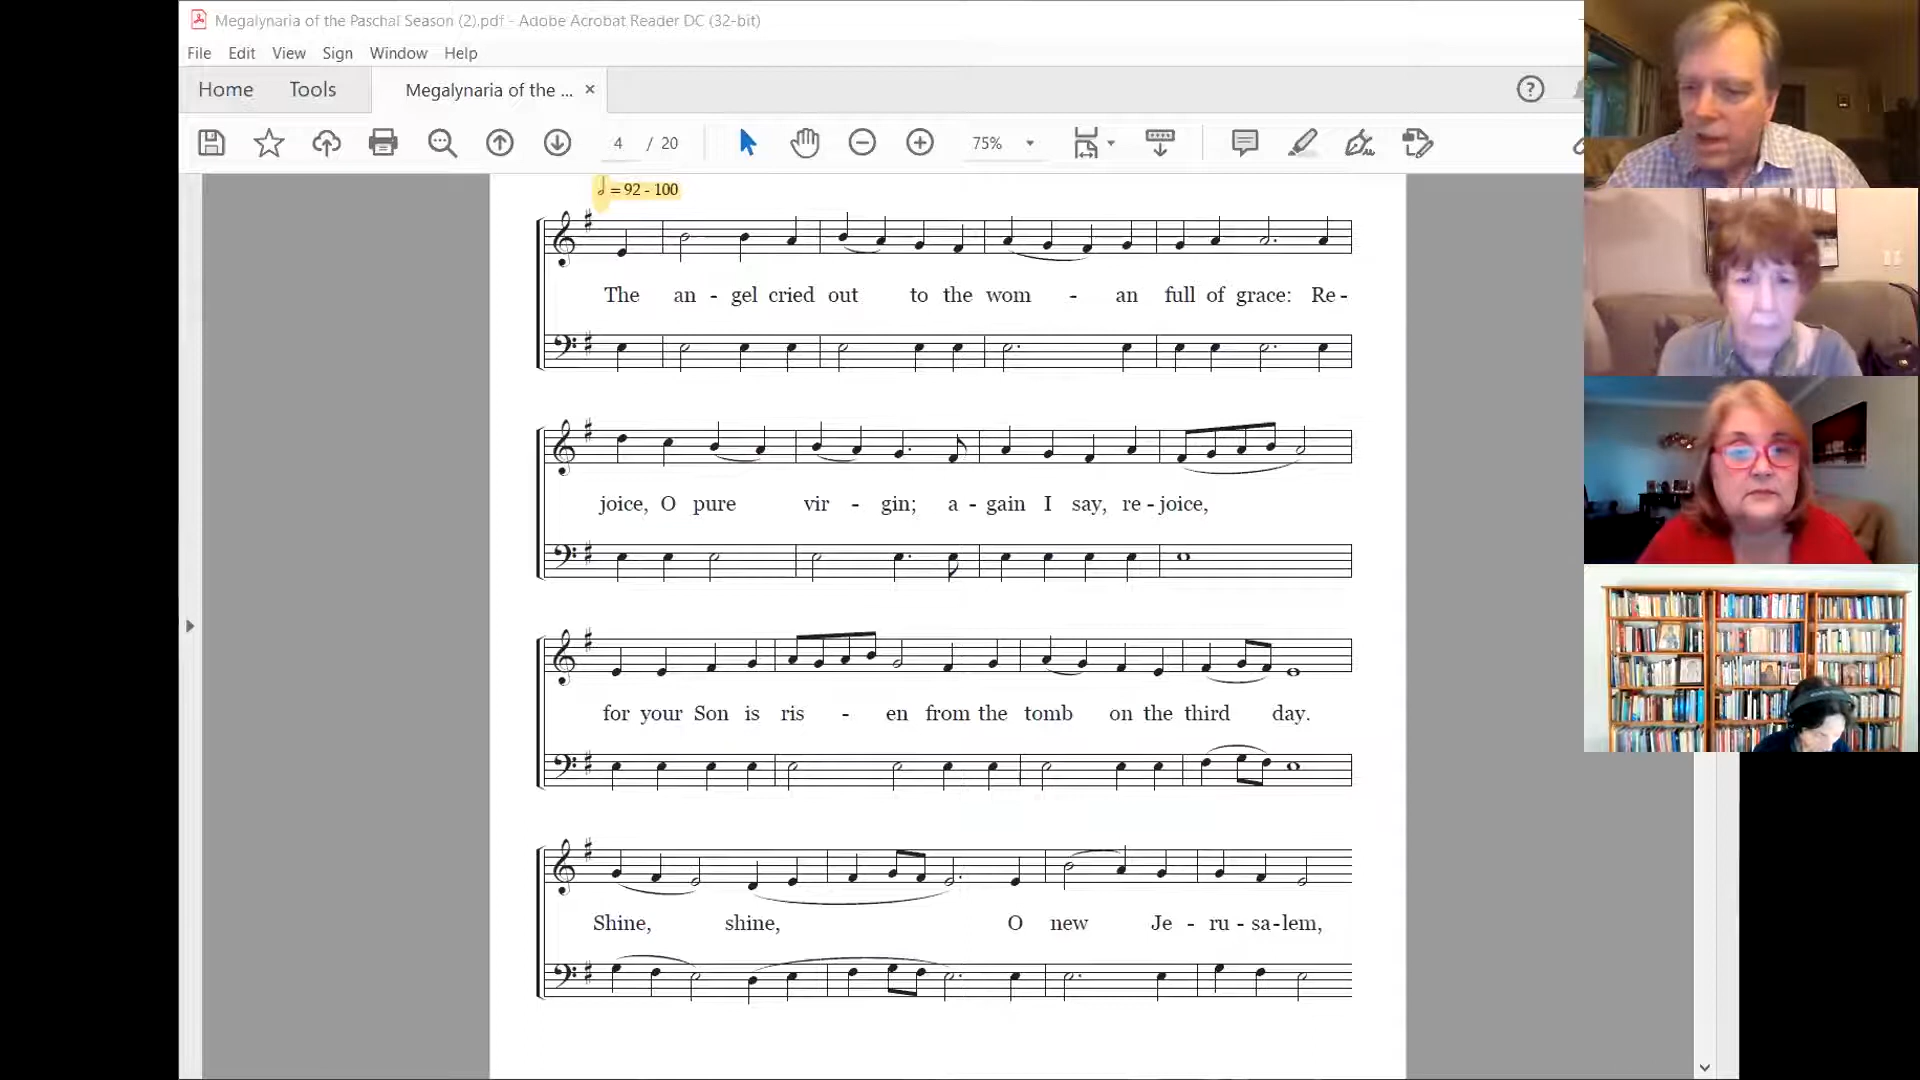 Megalynaria of the Paschal Season (2).pdf - Adobe Acrobat Reader DC (32-bit)
File Edit View Sign Window Help
Home Tools Megalynaria of the ... ×
4 / 20 75%
= 92 - 100
The an - gel cried out to the wom - an full of grace: Re -
joice, O pure vir - gin; a - gain I say, re - joice,
for your Son is ris - en from the tomb on the third day.
Shine, shine, O new Je - ru - sa - lem,